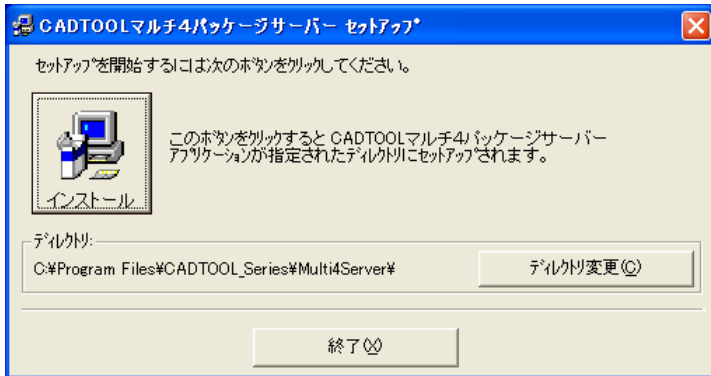 CADTOOLマルチ4パッケージサーバー ｾｯﾄｱｯﾌﾟ
ｾｯﾄｱｯﾌﾟを開始するには次のﾎﾞﾀﾝをｸﾘｯｸしてください。
このﾎﾞﾀﾝをｸﾘｯｸすると CADTOOLマルチ4パッケージサーバー
ｱﾌﾟﾘｹｰｼｮﾝが指定されたﾃﾞｨﾚｸﾄﾘにｾｯﾄｱｯﾌﾟされます。
インストール
ﾃﾞｨﾚｸﾄﾘ:
C:¥Program Files¥CADTOOL_Series¥Multi4Server¥
ﾃﾞｨﾚｸﾄﾘ変更(C)
終了(X)